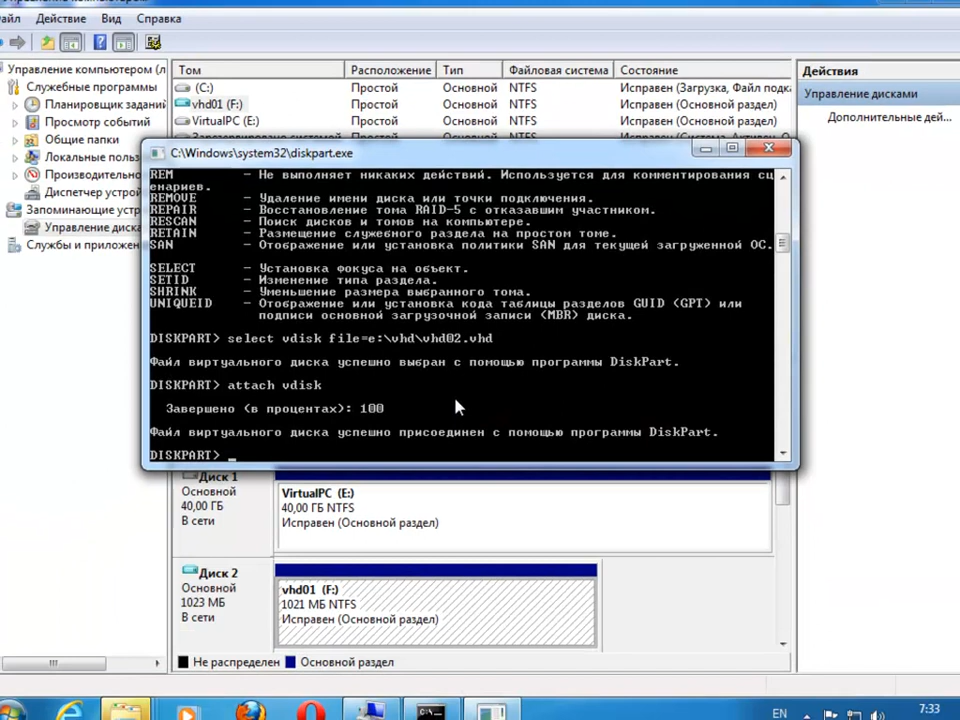 Действие Вид Справка
Управление компьютером (л
Служебные программы
Планировщик заданий
Просмотр событий
Общие папки
Локальные польз
Производительно
Диспетчер устрой
Запоминающие устр
Управление диска
Службы и приложен
Том Расположение Тип Файловая система Состояние
(C:) Простой Основной NTFS Исправен (Загрузка, Файл подка
vhd01 (F:) Простой Основной NTFS Исправен (Основной раздел)
VirtualPC (E:) Простой Основной NTFS Исправен (Основной раздел)
Действия
Управление дисками
Дополнительные дей...
C:\Windows\system32\diskpart.exe
REM - Не выполняет никаких действий. Используется для комментирования сц
енариев.
REMOVE - Удаление имени диска или точки подключения.
REPAIR - Восстановление тома RAID-5 с отказавшим участником.
RESCAN - Поиск дисков и томов на компьютере.
RETAIN - Размещение служебного раздела на простом томе.
SAN - Отображение или установка политики SAN для текущей загруженной ОС.
SELECT - Установка фокуса на объект.
SETID - Изменение типа раздела.
SHRINK - Уменьшение размера выбранного тома.
UNIQUEID - Отображение или установка кода таблицы разделов GUID (GPT) или
подписи основной загрузочной записи (MBR) диска.
DISKPART> select vdisk file=e:\vhd\vhd02.vhd
Файл виртуального диска успешно выбран с помощью программы DiskPart.
DISKPART> attach vdisk
Завершено (в процентах): 100
Файл виртуального диска успешно присоединен с помощью программы DiskPart.
DISKPART> _
Диск 1
Основной
40,00 ГБ
В сети
VirtualPC (E:)
40,00 ГБ NTFS
Исправен (Основной раздел)
Диск 2
Основной
1023 МБ
В сети
vhd01 (F:)
1021 МБ NTFS
Исправен (Основной раздел)
Не распределен Основной раздел
EN 7:33